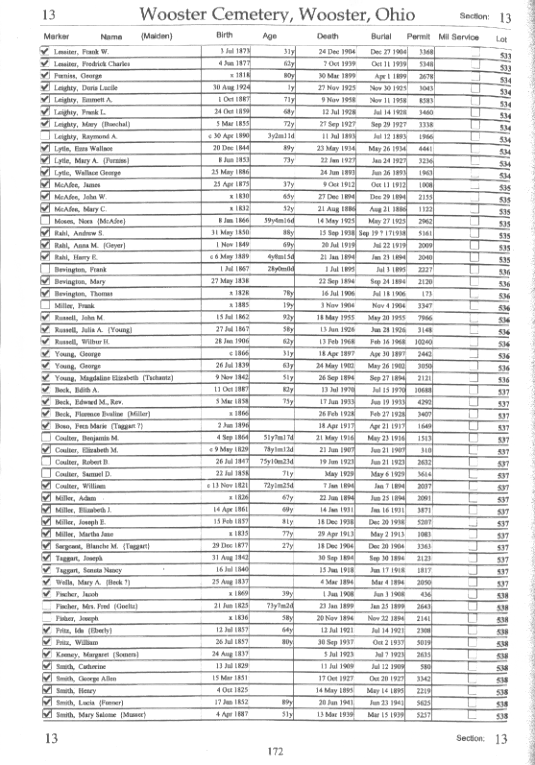 13 Wooster Cemetery, Wooster, Ohio Section: 13
Marker Name (Maiden) Birth Age Death Burial Permit Mil Service Lot
Lessiter, Frank W. 3 Jul 1873 31y 24 Dec 1904 Dec 27 1904 3368 533
Lessiter, Fredrick Charles 4 Jun 1877 62y 7 Oct 1939 Oct 11 1939 5348 533
Furniss, George x 1818 80y 30 Mar 1899 Apr 1 1899 2678 534
Leighty, Doris Lucile 30 Aug 1924 1y 27 Nov 1925 Nov 30 1925 3043 534
Leighty, Emmett A. 1 Oct 1887 71y 9 Nov 1958 Nov 11 1958 8583 534
Leighty, Frank L. 24 Oct 1859 68y 12 Jul 1928 Jul 14 1928 3460 534
Leighty, Mary (Buechel) 5 Mar 1855 72y 27 Sep 1927 Sep 29 1927 3338 534
Leighty, Raymond A. c 30 Apr 1890 3y2m11d 11 Jul 1893 Jul 12 1893 1966 534
Lytle, Ezra Wallace 20 Dec 1844 89y 23 May 1934 May 26 1934 4441 534
Lytle, Mary A. (Furniss) 8 Jun 1853 73y 22 Jan 1927 Jan 24 1927 3236 534
Lytle, Wallace George 25 May 1886 24 Jun 1893 Jun 26 1893 1963 534
McAfee, James 25 Apr 1875 37y 9 Oct 1912 Oct 11 1912 1008 535
McAfee, John W. x 1830 65y 27 Dec 1894 Dec 29 1894 2155 535
McAfee, Mary C. x 1832 52y 21 Aug 1886 Aug 21 1886 1122 535
Mosen, Nora (McAfee) 8 Jan 1866 59y4m16d 14 May 1925 May 27 1925 2962 535
Rahl, Andrew S. 31 May 1850 88y 15 Sep 1938 Sep 19 ? 17 1938 5161 535
Rahl, Anna M. (Geyer) 1 Nov 1849 69y 20 Jul 1919 Jul 22 1919 2009 535
Rahl, Harry E. c 6 May 1889 4y8m15d 21 Jan 1894 Jan 23 1894 2040 535
Bevington, Frank 1 Jul 1867 28y0m0d 1 Jul 1895 Jul 3 1895 2227 536
Bevington, Mary 27 May 1838 22 Sep 1894 Sep 24 1894 2120 536
Bevington, Thomas x 1828 78y 16 Jul 1906 Jul 18 1906 173 536
Miller, Frank x 1885 19y 3 Nov 1904 Nov 4 1904 3347 536
Russell, John M 15 Jul 1862 92y 18 May 1955 May 20 1955 7966 536
Russell, Julia A. (Young) 27 Jul 1867 58y 13 Jun 1926 Jun 28 1926 3148 536
Russell, Wilbur H. 28 Jan 1906 62y 13 Feb 1968 Feb 16 1968 10240 536
Young, George c 1866 31y 18 Apr 1897 Apr 30 1897 2442 536
Young, George 26 Jul 1839 63y 24 May 1902 May 26 1902 3050 536
Young, Magdaline Elizabeth (Tschantz) 9 Nov 1842 51y 26 Sep 1894 Sep 27 1894 2121 536
Beck, Edith A. 11 Oct 1887 82y 13 Jul 1970 Jul 15 1970 10688 537
Beck, Edward M., Rev. 5 Mar 1858 75y 17 Jun 1933 Jun 19 1933 4292 537
Beck, Florence Evaline (Miller) x 1866 26 Feb 1928 Feb 27 1928 3407 537
Boso, Fern Marie (Taggart ?) 2 Jun 1896 18 Apr 1917 Apr 21 1917 1649 537
Coulter, Benjamin M. 4 Sep 1864 51y7m17d 21 May 1916 May 23 1916 1513 537
Coulter, Elizabeth M. c 9 May 1829 78y1m12d 21 Jun 1907 Jun 21 1907 310 537
Coulter, Robert B 26 Jul 1847 75y10m23d 19 Jun 1923 Jun 21 1923 2632 537
Coulter, Samuel D. 22 Jul 1858 71y May 1929 May 6 1929 3614 537
Coulter, William c 13 Nov 1821 72y1m25d 7 Jan 1894 Jan 7 1894 2037 537
Miller, Adam x 1826 67y 22 Jun 1894 Jun 25 1894 2091 537
Miller, Elizabeth J. 14 Apr 1861 69y 14 Jan 1931 Jan 16 1931 3871 537
Miller, Joseph E. 15 Feb 1857 81y 18 Dec 1938 Dec 20 1938 5207 537
Miller, Martha Jane x 1835 77y 29 Apr 1913 May 2 1913 1083 537
Sergeant, Blanche M. (Taggart) 29 Dec 1877 27y 18 Dec 1904 Dec 20 1904 3363 537
Taggart, Joseph 31 Aug 1842 30 Sep 1894 Sep 30 1894 2123 537
Taggart, Soneta Nancy 16 Jul 1840 15 Jun 1918 Jun 17 1918 1817 537
Wells, Mary A. (Beck ?) 25 Aug 1837 4 Mar 1894 Mar 4 1894 2050 537
Fischer, Jacob x 1869 39y 1 Jun 1908 Jun 3 1908 436 538
Fischer, Mrs. Fred (Goeltz) 21 Jun 1825 73y7m2d 23 Jan 1899 Jan 25 1899 2643 538
Fisher, Joseph x 1836 58y 20 Nov 1894 Nov 22 1894 2141 538
Fritz, Ida (Eberly) 12 Jul 1857 64y 12 Jul 1921 Jul 14 1921 2308 538
Fritz, William 26 Jul 1857 80y 30 Sep 1937 Oct 2 1937 5019 538
Keeney, Margaret (Somers) 24 Aug 1837 5 Jul 1923 Jul 7 1923 2635 538
Smith, Catherine 13 Jul 1829 11 Jul 1909 Jul 12 1909 580 538
Smith, George Allen 15 Mar 1851 17 Oct 1927 Oct 20 1927 3342 538
Smith, Henry 4 Oct 1825 14 May 1895 May 14 1895 2219 538
Smith, Lucia (Funner) 17 Jan 1852 89y 20 Jun 1941 Jun 23 1941 5625 538
Smith, Mary Salome (Musser) 4 Apr 1887 51y 13 Mar 1939 Mar 15 1939 5257 538
13 Section: 13
172